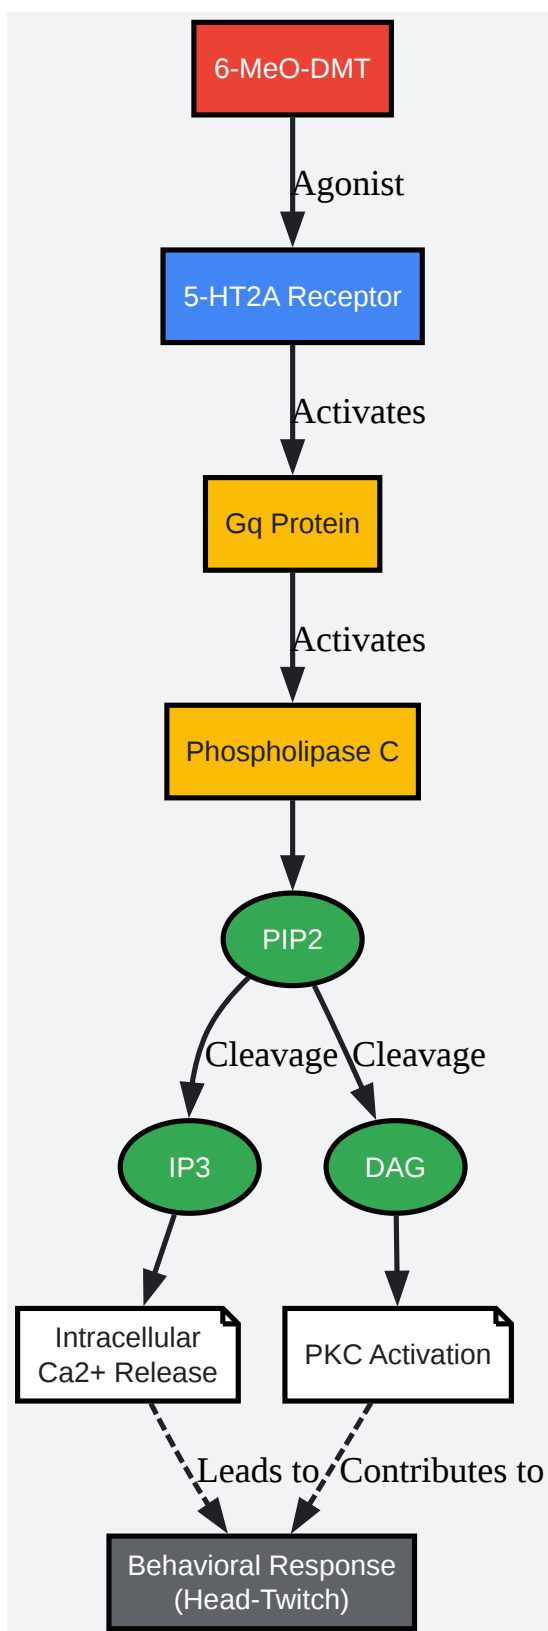 6-MeO-DMT
Agonist
5-HT2A Receptor
Activates
Gq Protein
Activates
Phospholipase C
PIP2
Cleavage
Cleavage
IP3
DAG
Intracellular
Ca2+ Release
PKC Activation
Leads to
Contributes to
Behavioral Response
(Head-Twitch)